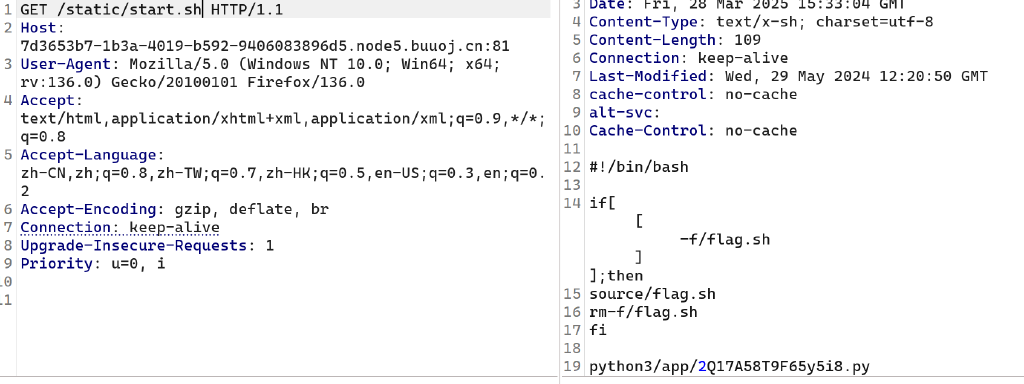 1 GET /static/start.sh HTTP/1.1
2 Host:
7d3653b7-1b3a-4019-b592-9406083896d5.node5.buuoj.cn:81
3 User-Agent: Mozilla/5.0 (Windows NT 10.0; Win64; x64;
rv:136.0) Gecko/20100101 Firefox/136.0
4 Accept:
text/html,application/xhtml+xml,application/xml;q=0.9,*/*;
q=0.8
5 Accept-Language:
zh-CN,zh;q=0.8,zh-TW;q=0.7,zh-HK;q=0.5,en-US;q=0.3,en;q=0.
2
6 Accept-Encoding: gzip, deflate, br
7 Connection: keep-alive
8 Upgrade-Insecure-Requests: 1
9 Priority: u=0, i
10
11
3 Date: Fri, 28 Mar 2025 15:33:04 GMT
4 Content-Type: text/x-sh; charset=utf-8
5 Content-Length: 109
6 Connection: keep-alive
7 Last-Modified: Wed, 29 May 2024 12:20:50 GMT
8 cache-control: no-cache
9 alt-svc:
10 Cache-Control: no-cache
11
12 #!/bin/bash
13
14 if[
[
-f/flag.sh
]
];then
15 source/flag.sh
16 rm-f/flag.sh
17 fi
18
19 python3/app/2Q17A58T9F65y5i8.py